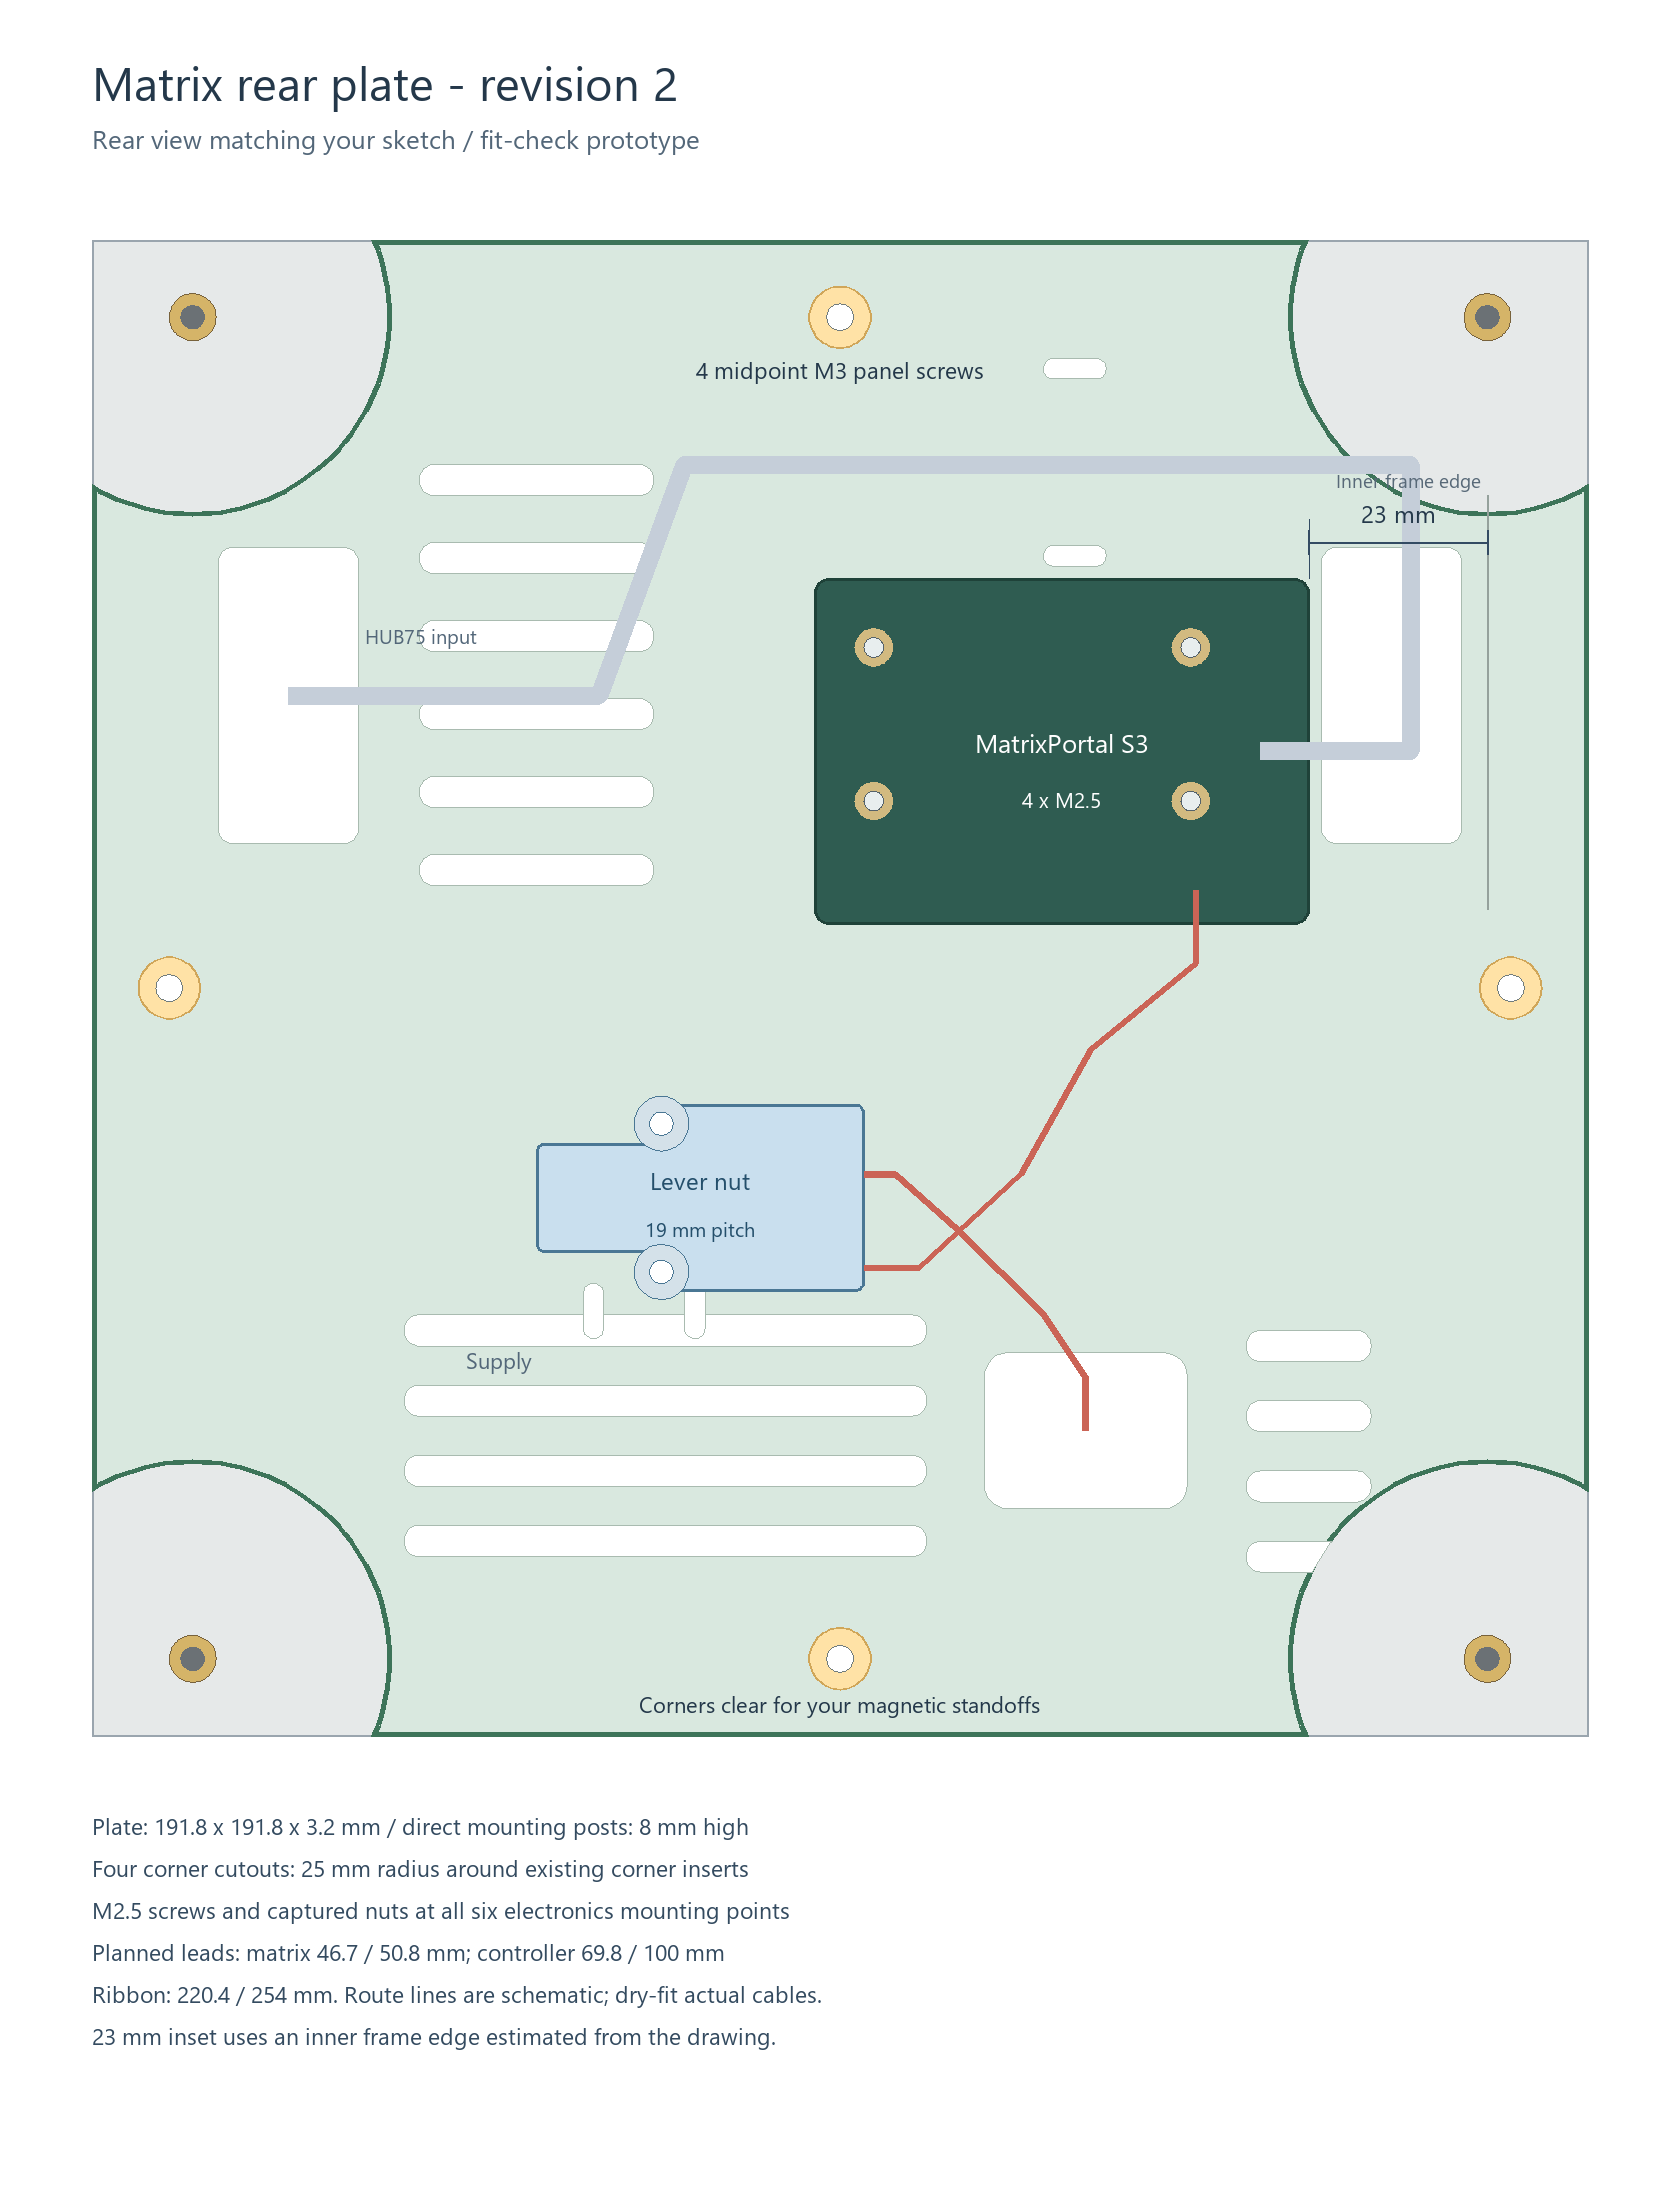 Matrix rear plate - revision 2
Rear view matching your sketch / fit-check prototype
4 midpoint M3 panel screws
Inner frame edge
23 mm
HUB75 input
MatrixPortal S3
4 x M2.5
Lever nut
19 mm pitch
Supply
Corners clear for your magnetic standoffs
Plate: 191.8 x 191.8 x 3.2 mm / direct mounting posts: 8 mm high
Four corner cutouts: 25 mm radius around existing corner inserts
M2.5 screws and captured nuts at all six electronics mounting points
Planned leads: matrix 46.7 / 50.8 mm; controller 69.8 / 100 mm
Ribbon: 220.4 / 254 mm. Route lines are schematic; dry-fit actual cables.
23 mm inset uses an inner frame edge estimated from the drawing.